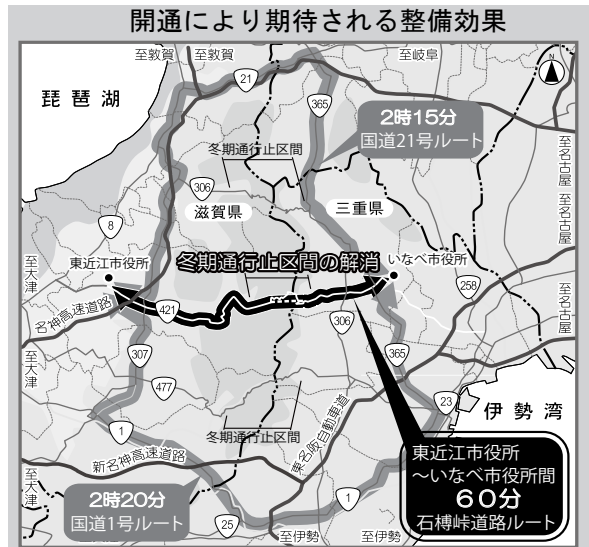 開通により期待される整備効果
至敦賀
至敦賀
至岐阜
N
琵琶湖
21
365
2時15分
国道21号ルート
至名古屋
冬期通行止区間
306
滋賀県
三重県
至名古屋
8
至大津
東近江市役所
冬期通行止区間の解消
いなべ市役所
258
名神高速道路
421
306
至名古屋
至大津
307
365
477
23
伊勢湾
1
冬期通行止区間
東名阪自動車道
新名神高速道路
東近江市役所
～いなべ市役所間
60分
石榑峠道路ルート
至大津
2時20分
国道1号ルート
1
25
至伊勢
至伊勢